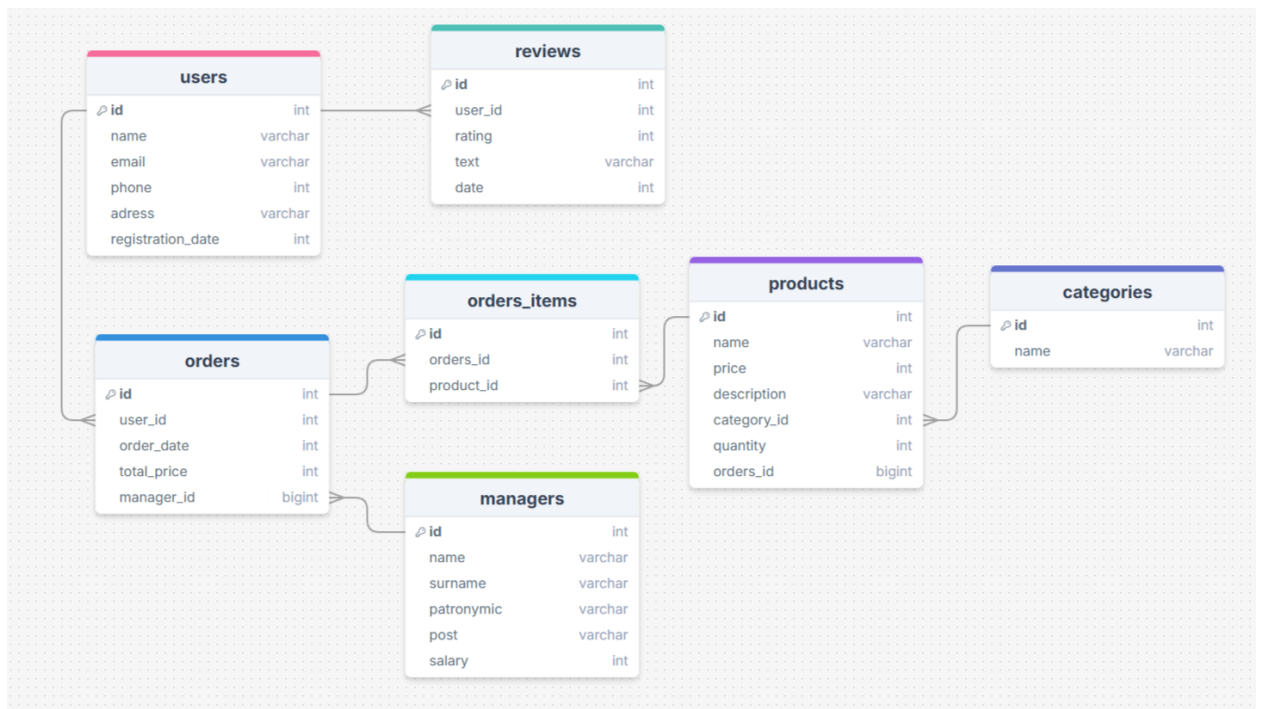 users
id int
name varchar
email varchar
phone int
adress varchar
registration_date int
reviews
id int
user_id int
rating int
text varchar
date int
orders
id int
user_id int
order_date int
total_price int
manager_id bigint
orders_items
id int
orders_id int
product_id int
managers
id int
name varchar
surname varchar
patronymic varchar
post varchar
salary int
products
id int
name varchar
price int
description varchar
category_id int
quantity int
orders_id bigint
categories
id int
name varchar